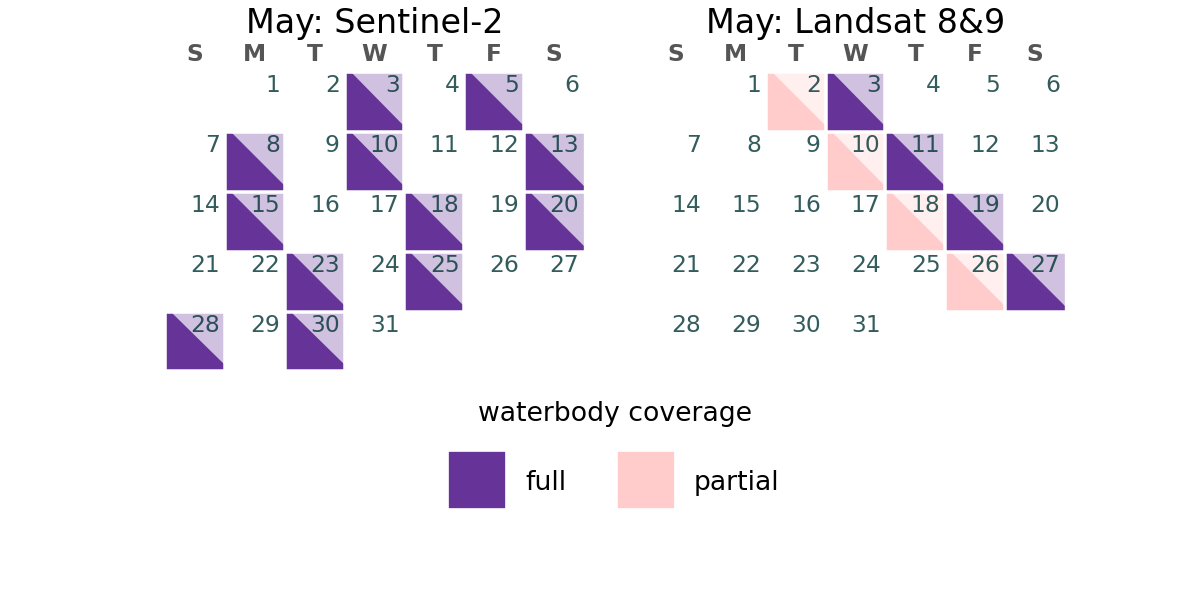 May: Sentinel-2
S M T W T F S
1 2 3 4 5 6
7 8 9 10 11 12 13
14 15 16 17 18 19 20
21 22 23 24 25 26 27
28 29 30 31
May: Landsat 8&9
S M T W T F S
1 2 3 4 5 6
7 8 9 10 11 12 13
14 15 16 17 18 19 20
21 22 23 24 25 26 27
28 29 30 31
waterbody coverage
full partial